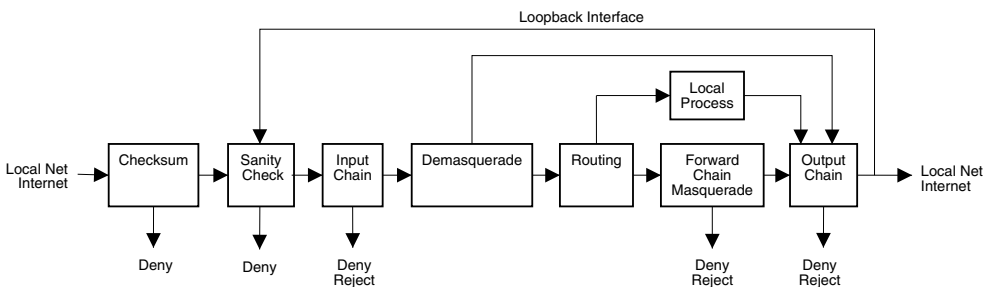 Loopback Interface
Local
Process
Local Net
Internet
Checksum
Sanity
Check
Input
Chain
Demasquerade
Routing
Forward
Chain
Masquerade
Output
Chain
Local Net
Internet
Deny
Deny
Deny
Reject
Deny
Reject
Deny
Reject